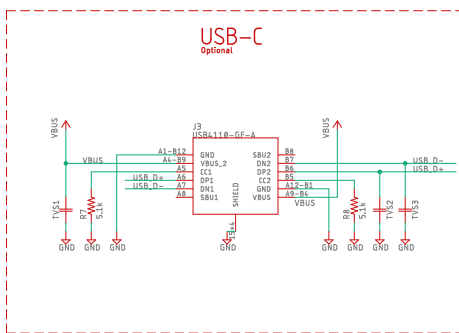 USB-C
Optional
VBUS
VBUS
J3
USB4110-GF-A
A1-B12
GND
SBU2
B8
A4-B9
VBUS_2
DN2
B7
USB_D-
VBUS
A5
CC1
DP2
B6
USB_D+
USB_D+
A6
DP1
CC2
B5
USB_D-
A7
DN1
GND
A12-B1
A8
SBU1
VBUS
A9-B4
VBUS
SHIELD
TVS1
R7
5.1k
R8
5.1k
TVS2
TVS3
GND
GND
GND
GND
GND
GND
GND
GND